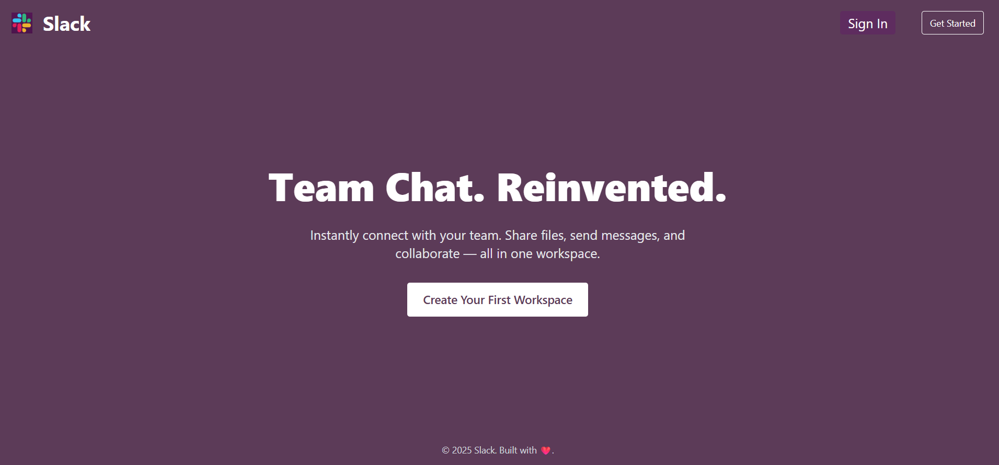 Slack
Sign In
Get Started
Team Chat. Reinvented.
Instantly connect with your team. Share files, send messages, and
collaborate — all in one workspace.
Create Your First Workspace
© 2025 Slack. Built with ❤️.